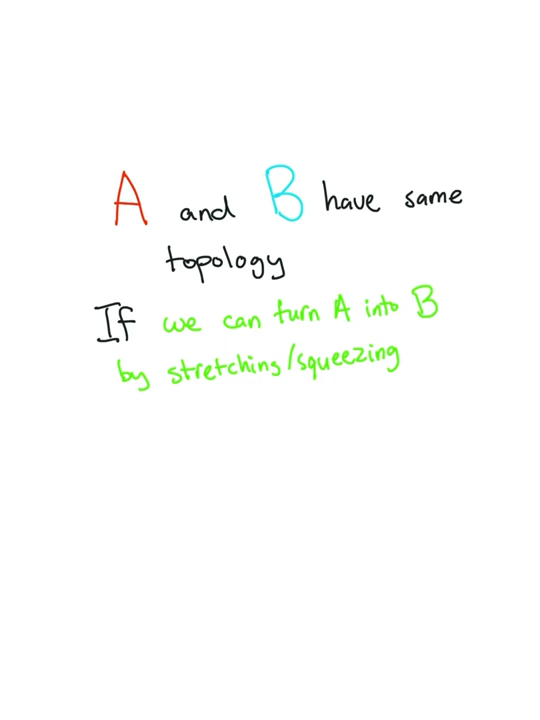 A and B have same
topology
If we can turn A into B
by stretching/squeezing